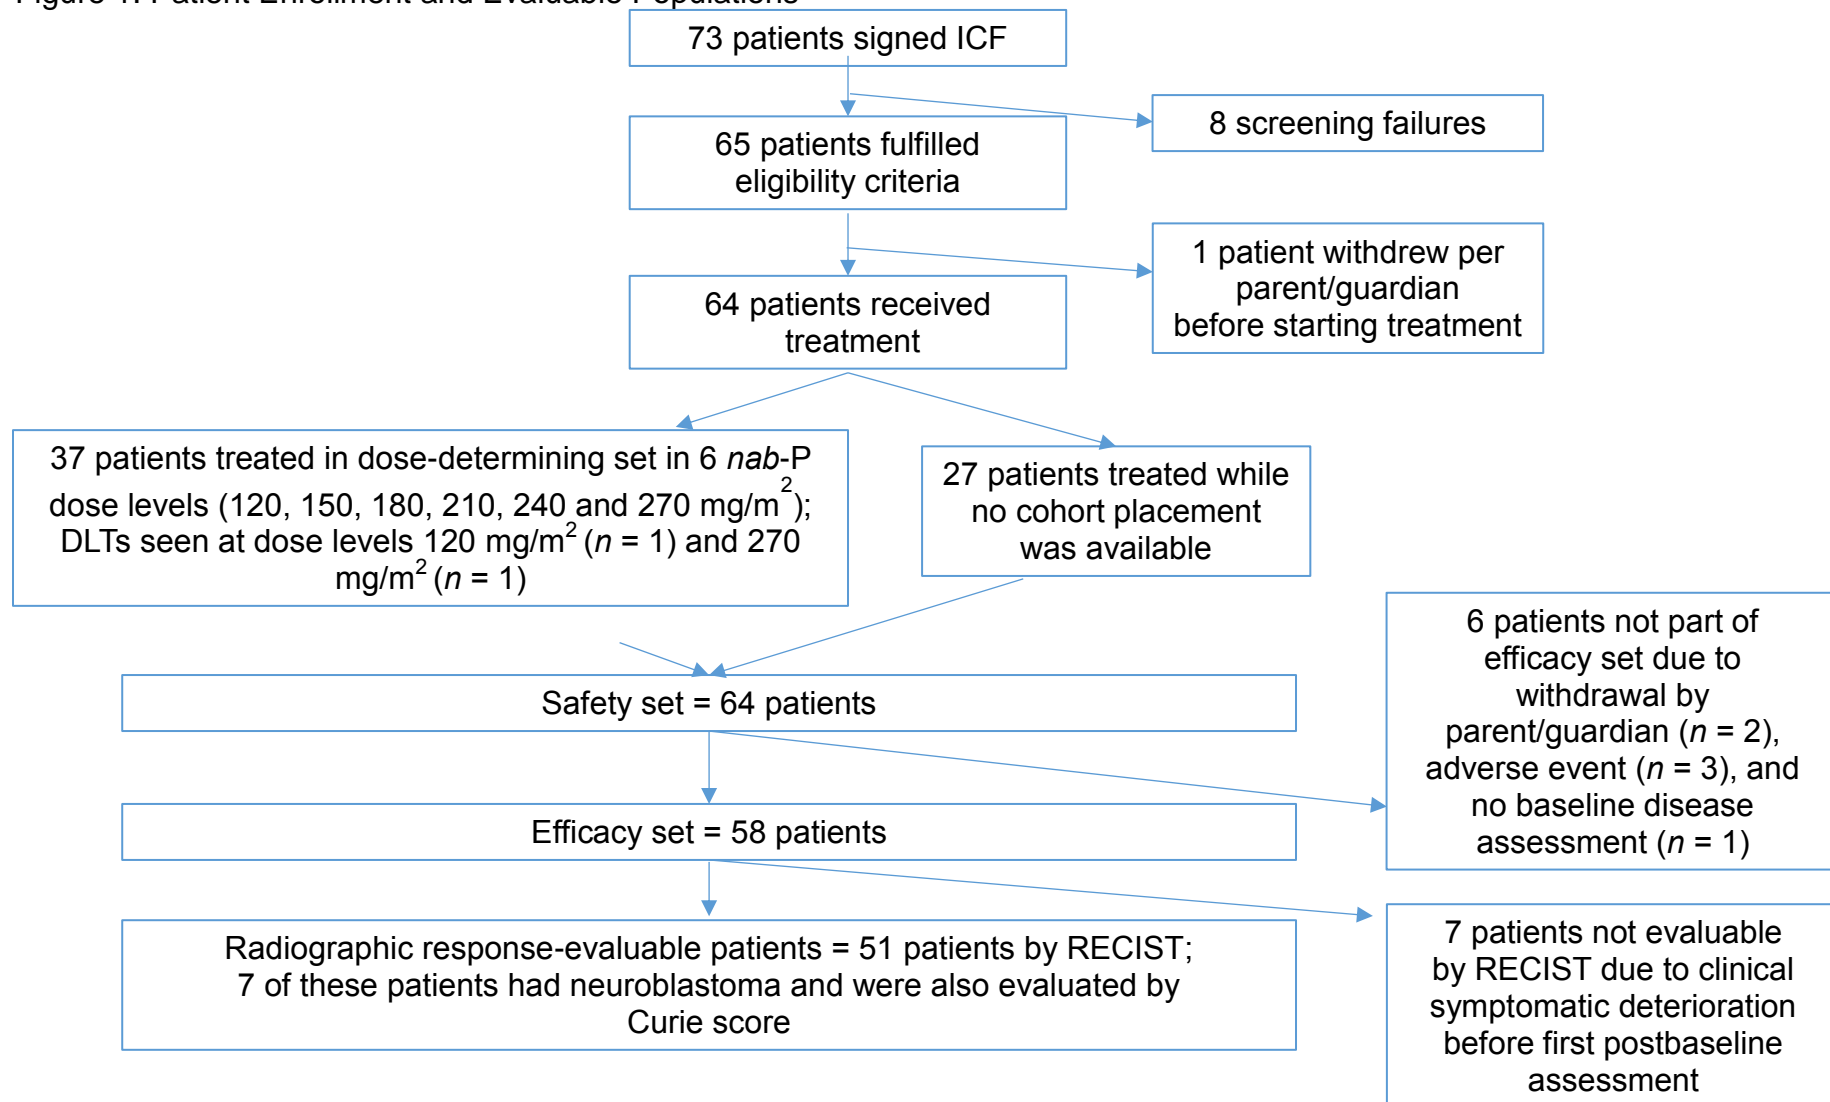 Figure 1. Patient Enrollment and Evaluable Populations
73 patients signed ICF
8 screening failures
65 patients fulfilled
eligibility criteria
1 patient withdrew per
parent/guardian
before starting treatment
64 patients received
treatment
37 patients treated in dose-determining set in 6 nab-P
dose levels (120, 150, 180, 210, 240 and 270 mg/m²);
DLTs seen at dose levels 120 mg/m² (n = 1) and 270
mg/m² (n = 1)
27 patients treated while
no cohort placement
was available
Safety set = 64 patients
6 patients not part of
efficacy set due to
withdrawal by
parent/guardian (n = 2),
adverse event (n = 3), and
no baseline disease
assessment (n = 1)
Efficacy set = 58 patients
Radiographic response-evaluable patients = 51 patients by RECIST;
7 of these patients had neuroblastoma and were also evaluated by
Curie score
7 patients not evaluable
by RECIST due to clinical
symptomatic deterioration
before first postbaseline
assessment